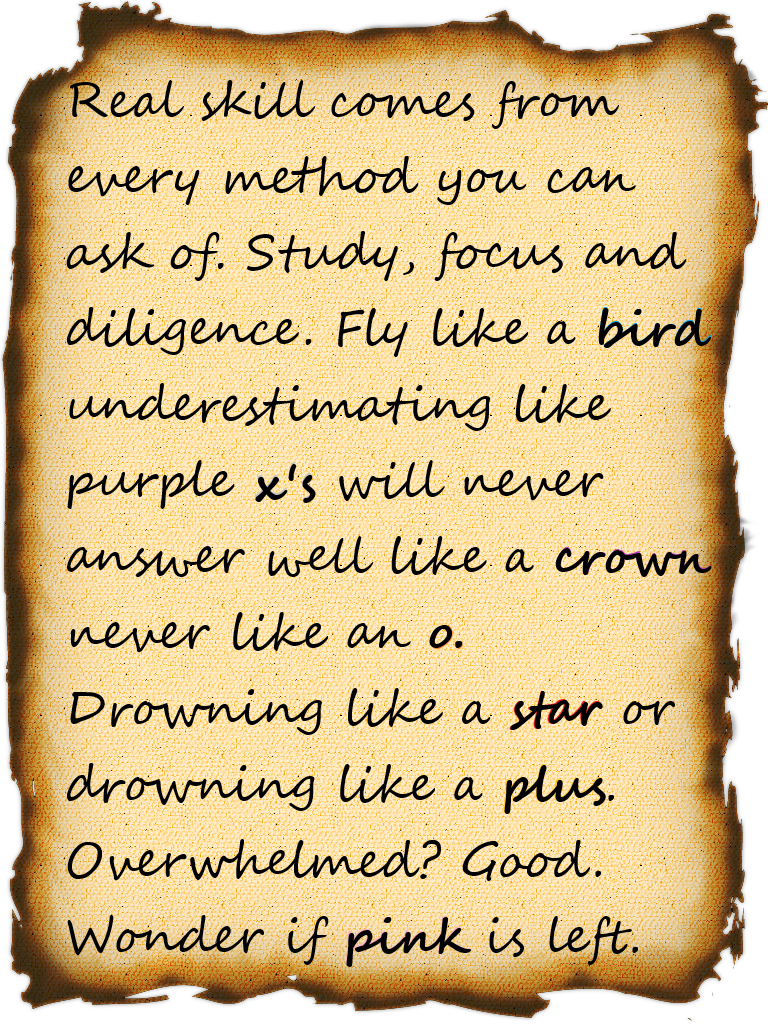 Real skill comes from
every method you can
ask of. Study, focus and
diligence. Fly like a bird
underestimating like
purple x's will never
answer well like a crown
never like an o.
Drowning like a star or
drowning like a plus.
Overwhelmed? Good.
Wonder if pink is left.